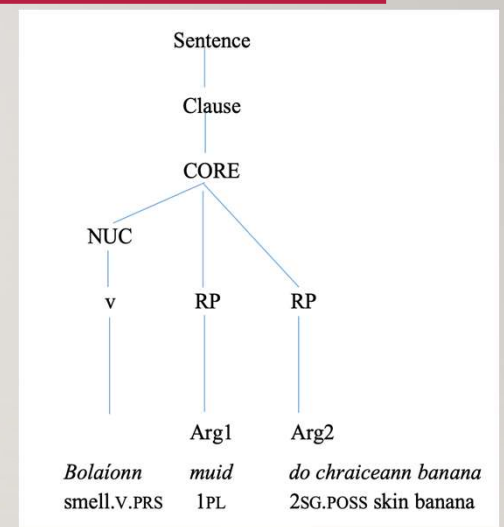 Sentence
Clause
CORE
NUC
v RP RP
Arg1 Arg2
Bolaíonn muid do chraiceann banana
smell.V.PRS 1PL 2SG.POSS skin banana